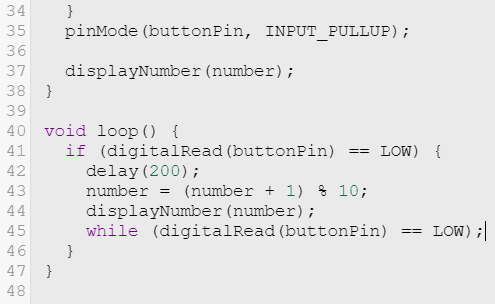 34   }
35   pinMode(buttonPin, INPUT_PULLUP);
36
37   displayNumber(number);
38 }
39
40 void loop() {
41   if (digitalRead(buttonPin) == LOW) {
42     delay(200);
43     number = (number + 1) % 10;
44     displayNumber(number);
45     while (digitalRead(buttonPin) == LOW);
46   }
47 }
48